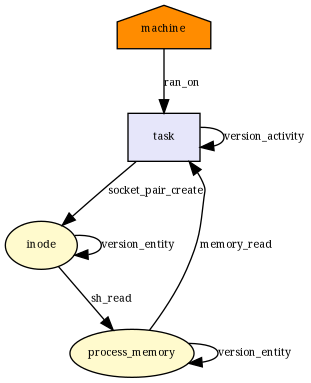 machine
ran_on
task
version_activity
socket_pair_create
inode
version_entity
memory_read
sh_read
process_memory
version_entity